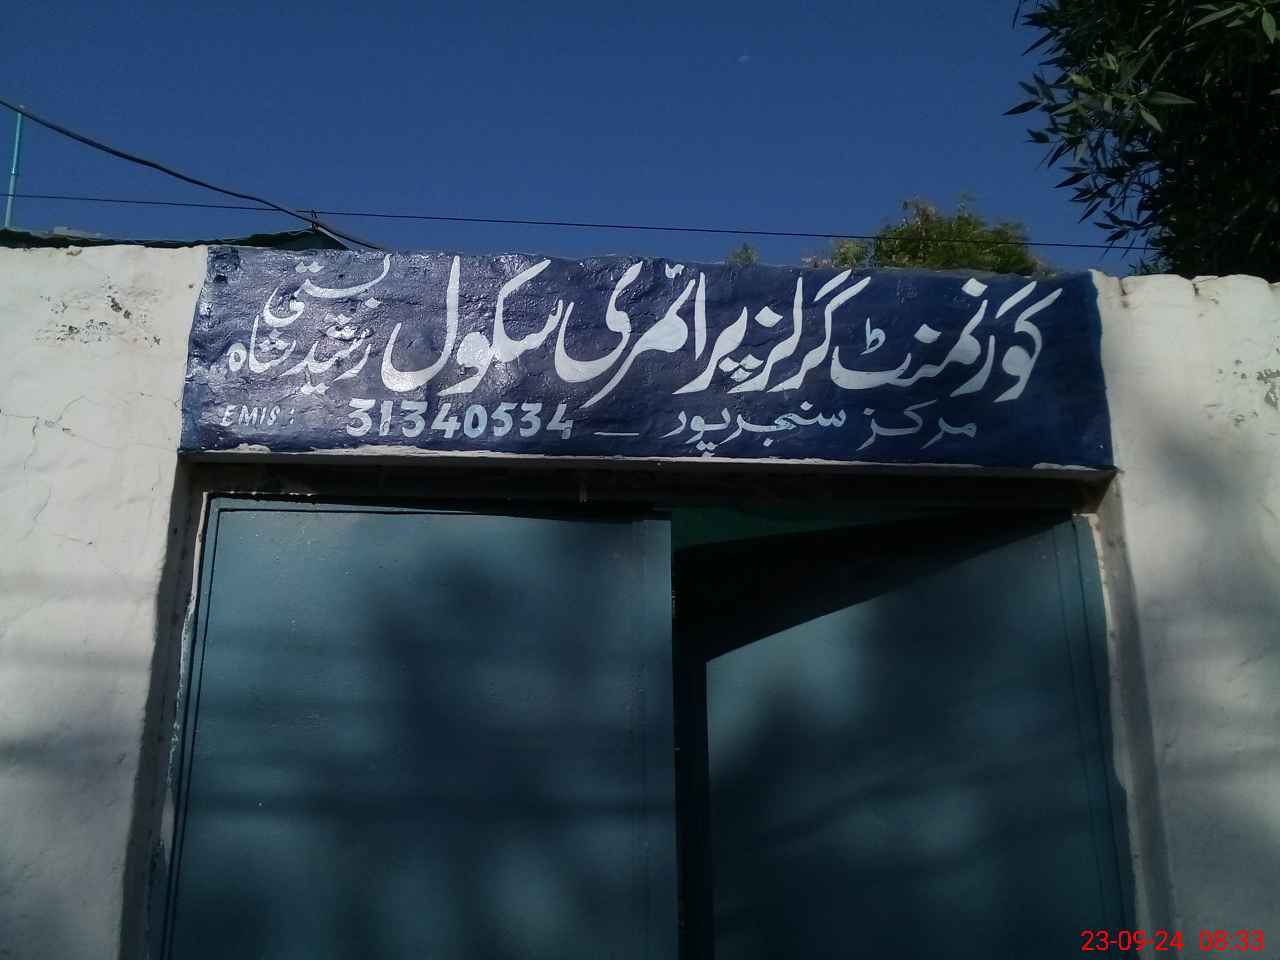 گورنمنٹ گرلز پرائمری سکول بستی رشید شاہ
مرکز سنجرپور – EMIS: 31340534
23-09-24 08:33